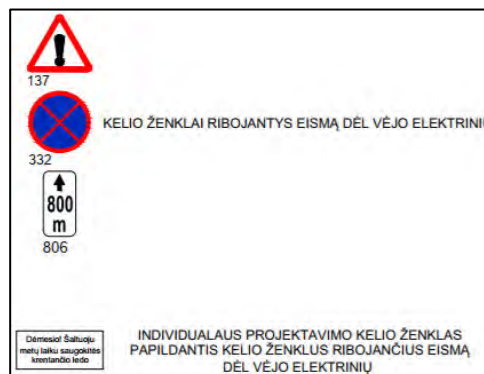 137
KELIO ŽENKLAI RIBOJANTYS EISMĄ DĖL VĖJO ELEKTRINIŲ
332
800
m
806
Dėmesio! Šaltuoju
metų laiku saugokitės
krentančio ledo
INDIVIDUALAUS PROJEKTAVIMO KELIO ŽENKLAS
PAPILDANTIS KELIO ŽENKLUS RIBOJANČIUS EISMĄ
DĖL VĖJO ELEKTRINIŲ